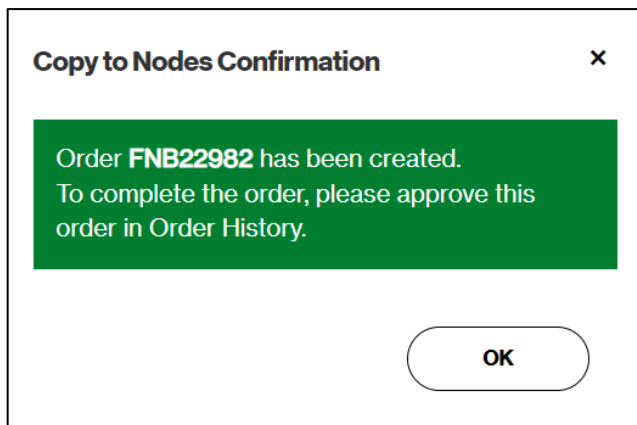 Copy to Nodes Confirmation ×
Order FNB22982 has been created.
To complete the order, please approve this
order in Order History.
OK